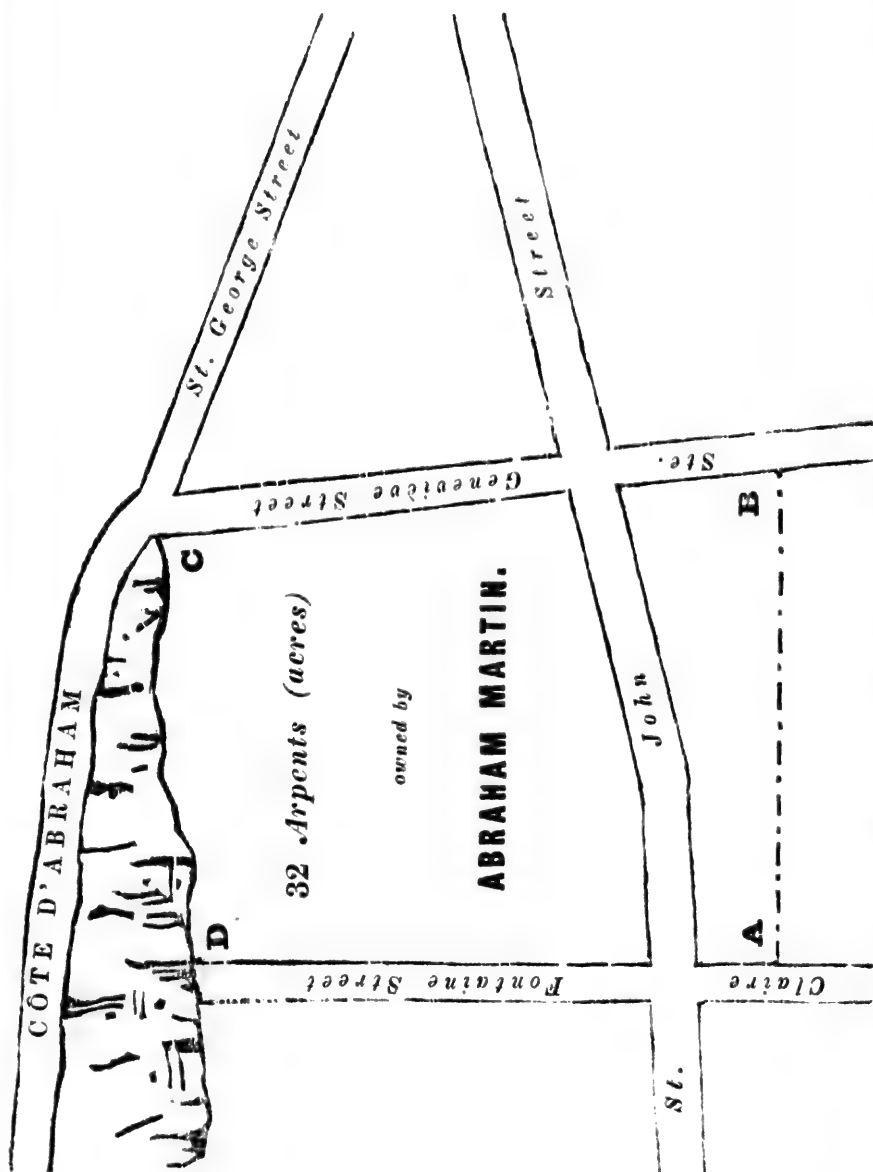 CÔTE D'ABRAHAM
St. George Street
St. John Street
Ste. Geneviève Street
Claire Fontaine Street
C
D
B
A
32 Arpents (acres)
owned by
ABRAHAM MARTIN.